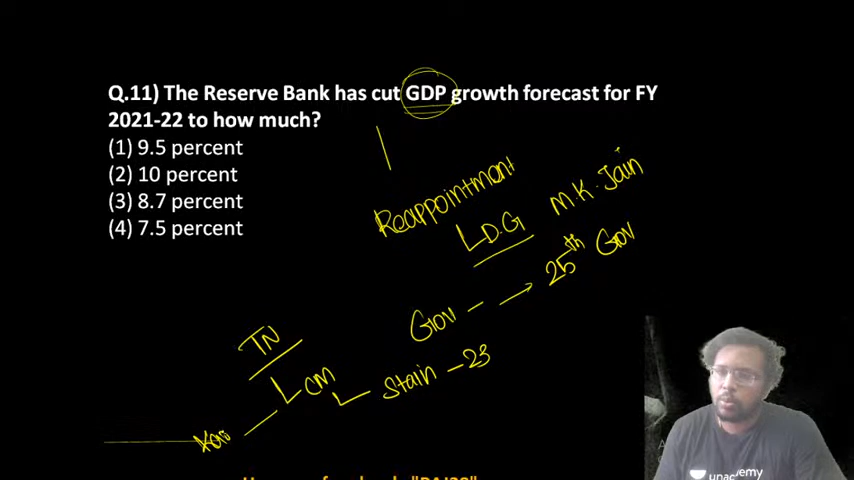 Q.11) The Reserve Bank has cut GDP growth forecast for FY
2021-22 to how much?
(1) 9.5 percent
(2) 10 percent
(3) 8.7 percent
(4) 7.5 percent
Reappointment
D.G
M.K. Jain
Gov
25th Gov
TN
CM
Stain - 23
unacademy